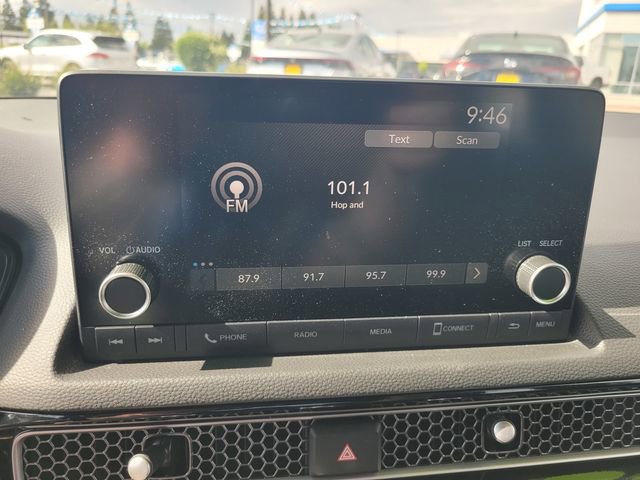 9:46
Text Scan
FM
101.1
Hop and
VOL AUDIO
LIST SELECT
87.9 91.7 95.7 99.9
PHONE RADIO MEDIA CONNECT MENU